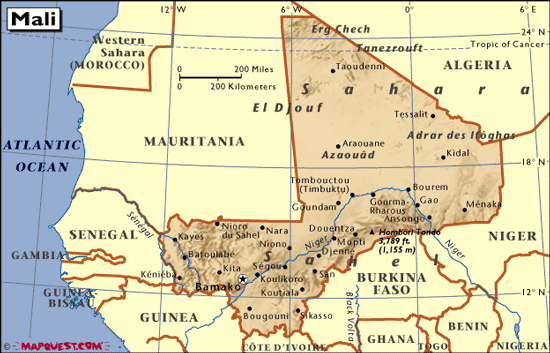 Mali
12 W
6 W
0
6 E
24 N
Western
Sahara
(MOROCCO)
200 Miles
200 Kilometers
Erg Chech
Tanezrouft
Tropic of Cancer
Taoudenni
ALGERIA
Sahara
El Djouf
Tessalit
MAURITANIA
Adrar des Ifôghas
Araouane
Azaouâd
Kidal
18 N
ATLANTIC
OCEAN
Tombouctou
(Timbuktu)
Bourem
Goundam
Gourma-
Rharous
Gao
Ménaka
Ansongo
Sénégal
Nioro
du Sahel
Nara
Douentza
Hombori Tondo
3,789 ft.
(1,155 m)
SENEGAL
Kayes
Niono
Niger
Mopti
Niger
NIGER
Bafoulabé
Sahel
Djenne
GAMBIA
Kita
Ségou
San
Kéniéba
Koulikoro
BURKINA
FASO
Bamako
Koutiala
12 N
GUINEA
BISSAU
Bougouni
Sikasso
Black Volta
GUINEA
BENIN
GHANA
NIGERIA
MAPQUEST.COM
CÔTE D'IVOIRE
TOGO